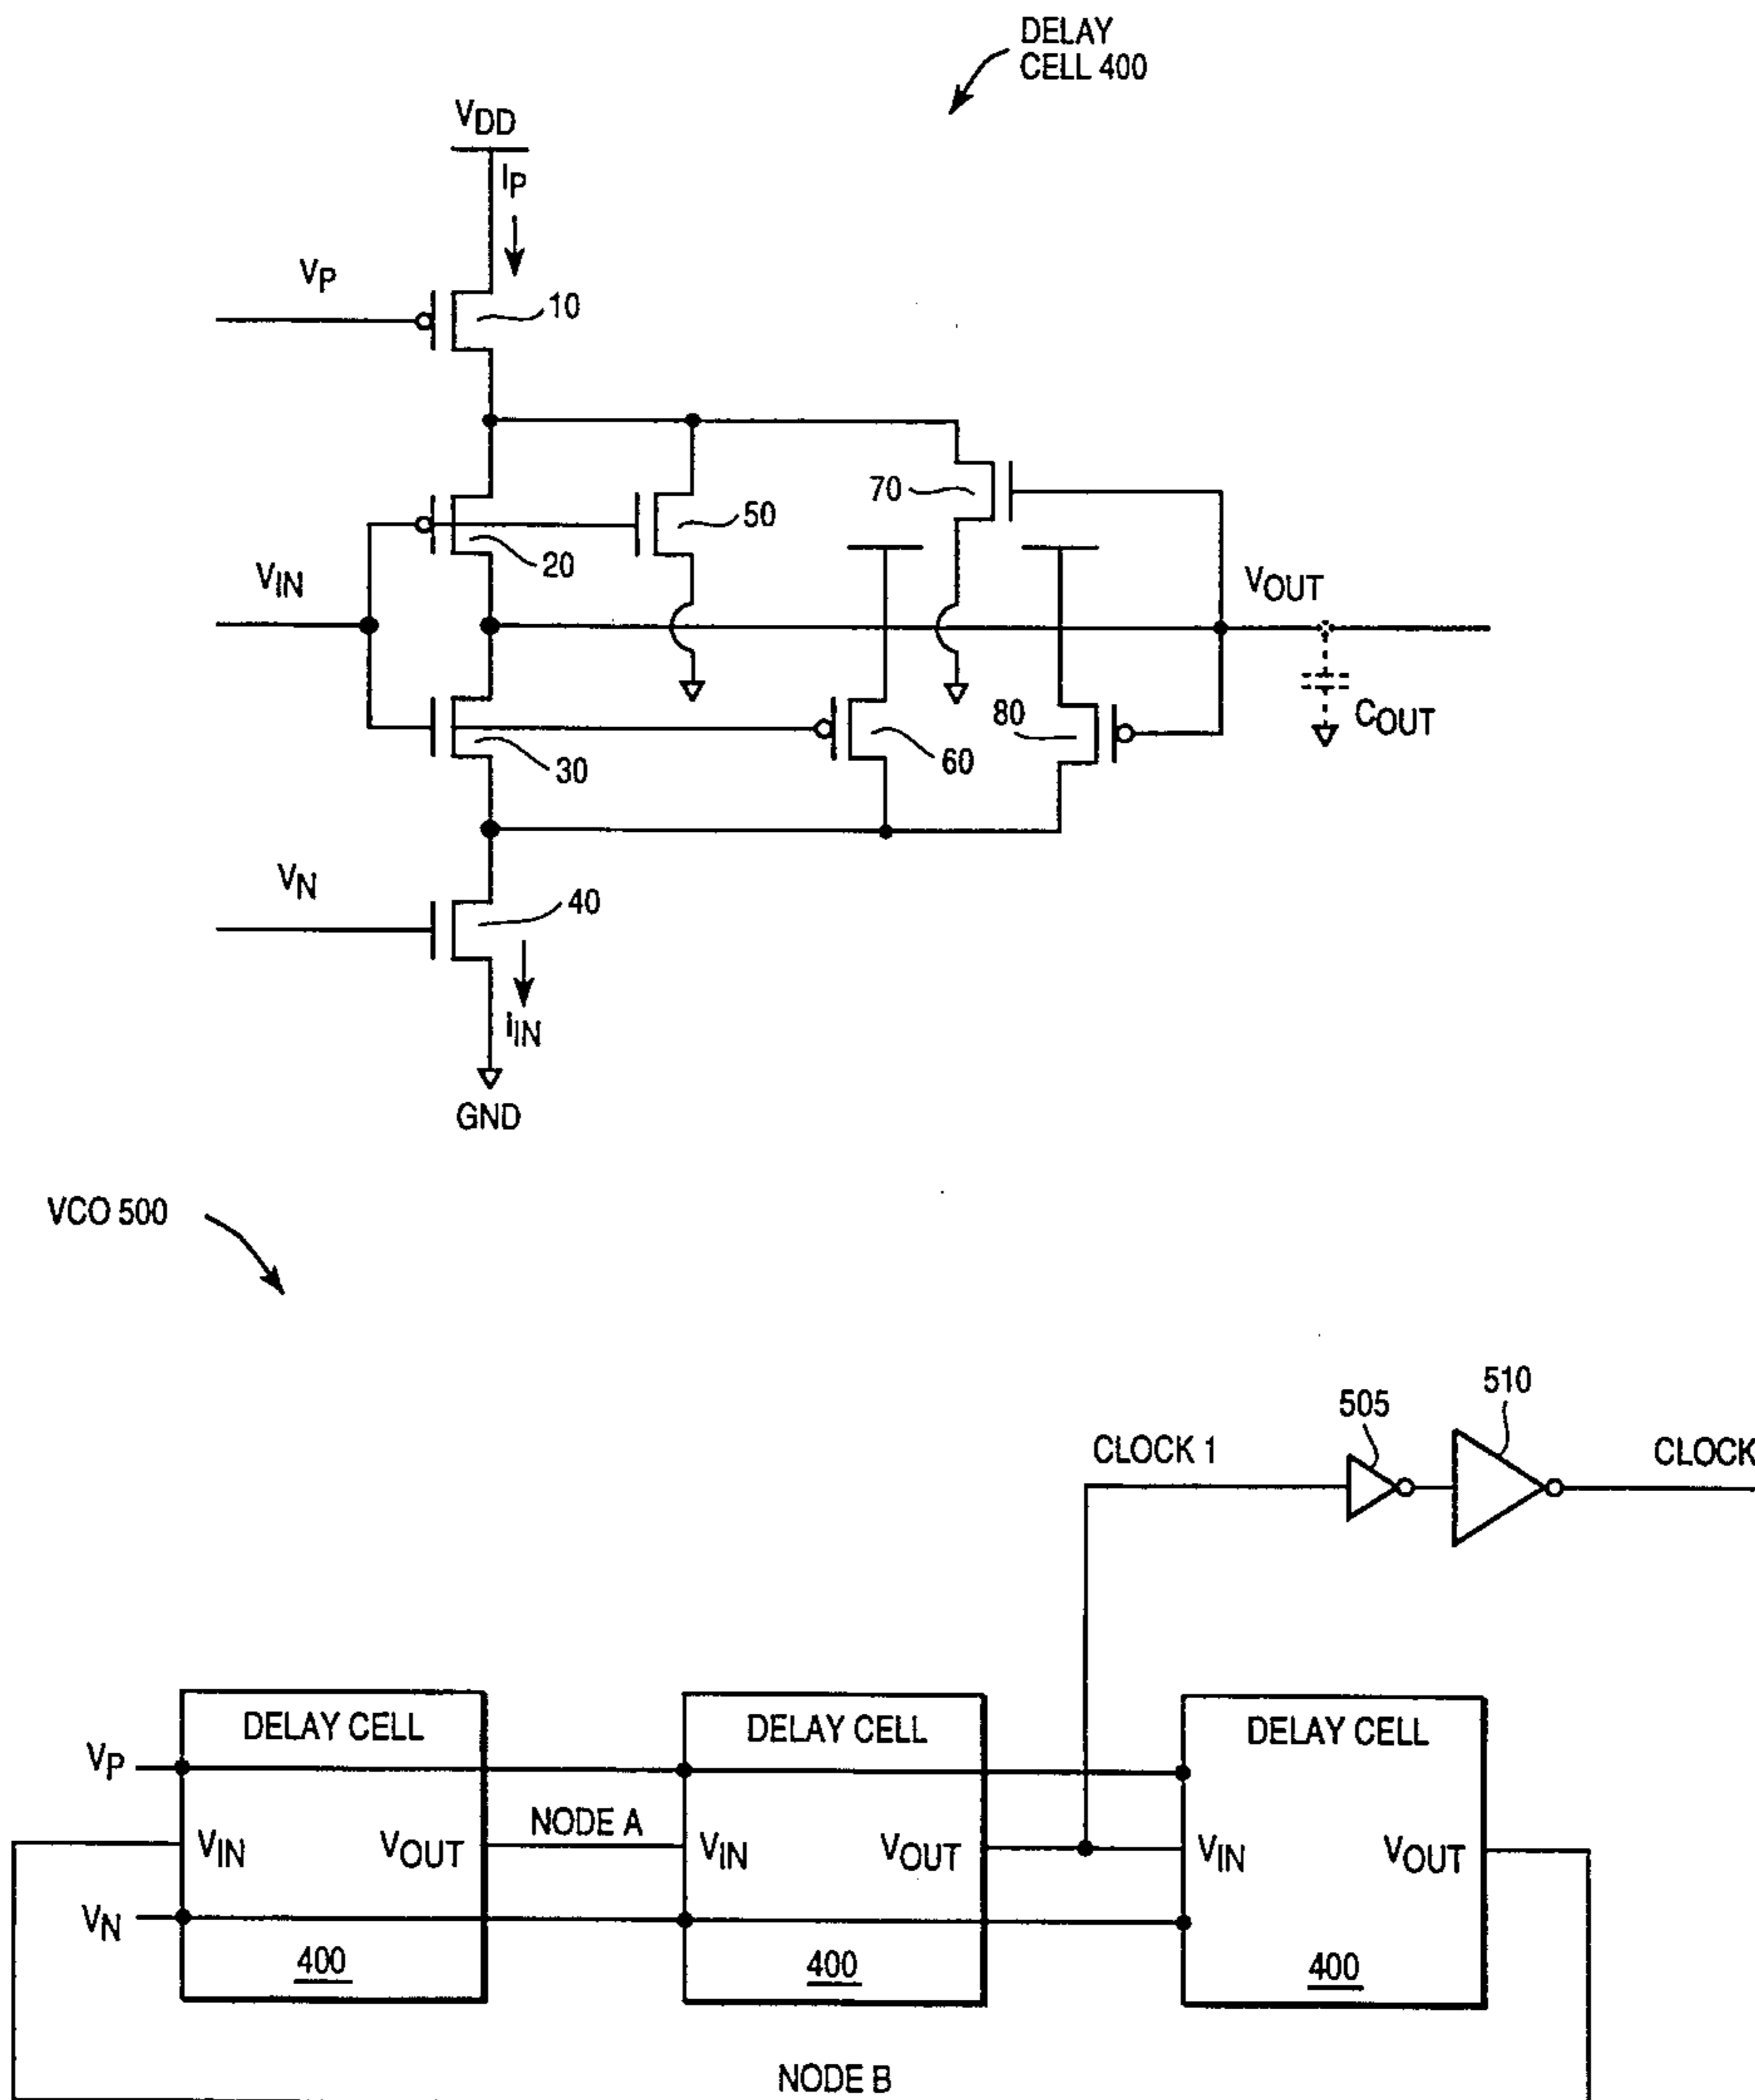 DELAY
CELL 400
VDD
IP
VP
10
70
50
20
VIN
VOUT
80
COUT
60
30
VN
40
IIN
GND
VCO 500
510
505
CLOCK 1
CLOCK
DELAY CELL
DELAY CELL
DELAY CELL
VP
NODE A
VIN
VOUT
VIN
VOUT
VIN
VOUT
VN
400
400
400
NODE B